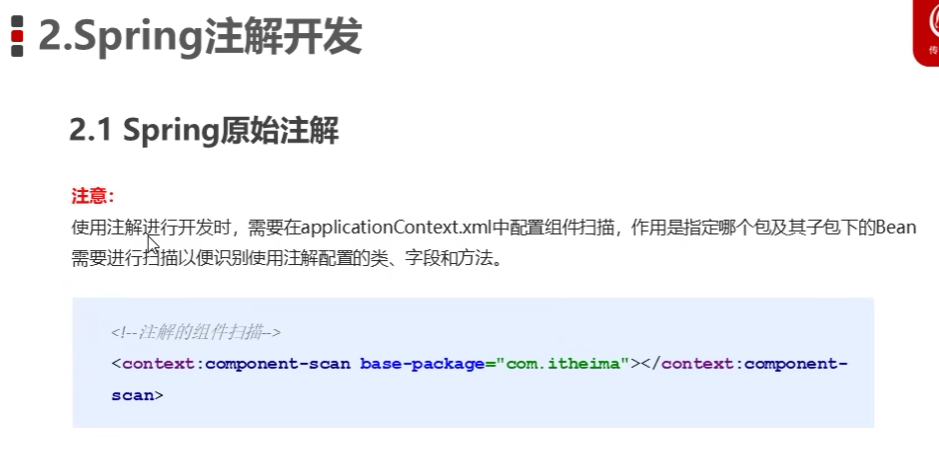 2.Spring注解开发
2.1 Spring原始注解
注意：
使用注解进行开发时，需要在applicationContext.xml中配置组件扫描，作用是指定哪个包及其子包下的Bean
需要进行扫描以便识别使用注解配置的类、字段和方法。
<!--注解的组件扫描-->
<context:component-scan base-package="com.itheima"></context:component-
scan>
传